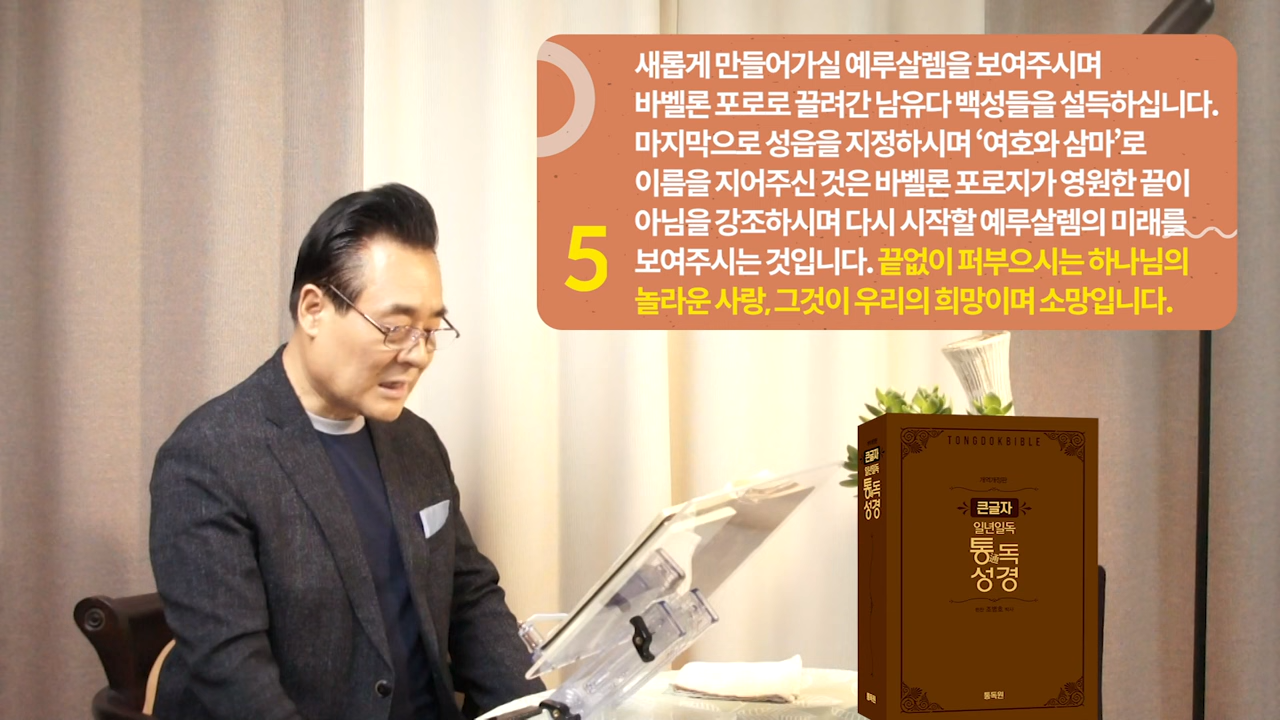 새롭게 만들어가실 예루살렘을 보여주시며
바벨론 포로로 끌려간 남유다 백성들을 설득하십니다.
마지막으로 성읍을 지정하시며 ‘여호와 삼마’로
이름을 지어주신 것은 바벨론 포로지가 영원한 끝이
아님을 강조하시며 다시 시작할 예루살렘의 미래를
보여주시는 것입니다. 끝없이 퍼부으시는 하나님의
놀라운 사랑, 그것이 우리의 희망이며 소망입니다.
5
TONGDOKBIBLE
개역개정판
큰글자
일년일독
통독
성경
통독원
큰글자
일년일독
통독
성경
통독원